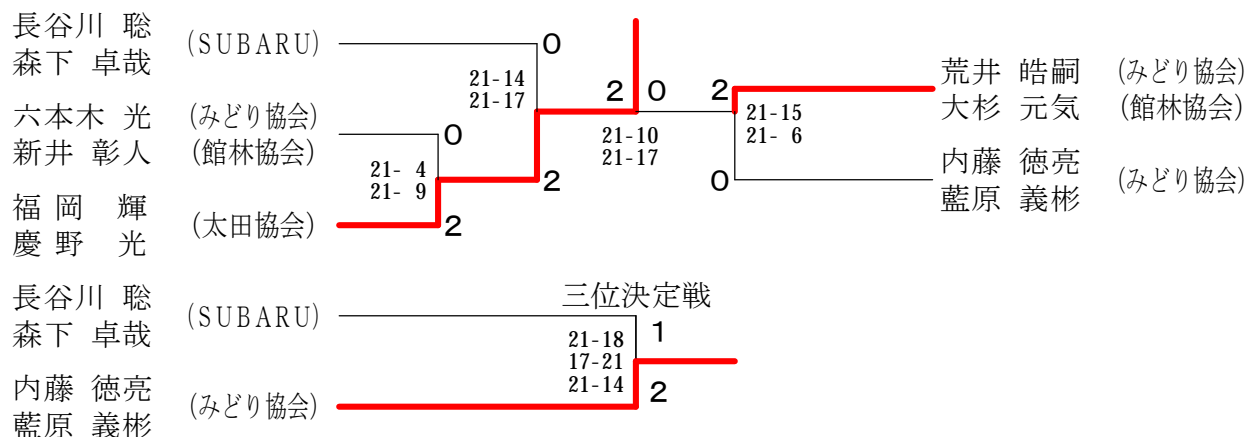 長谷川 聡
森下 卓哉
(SUBARU)
0
21-14
21-17
六本木 光
新井 彰人
(みどり協会)
(館林協会)
0
21- 4
21- 9
2
福岡 輝
慶野 光
(太田協会)
2
2
0
21-10
21-17
2
21-15
21- 6
0
荒井 皓嗣
大杉 元気
(みどり協会)
(館林協会)
内藤 徳亮
藍原 義彬
(みどり協会)
長谷川 聡
森下 卓哉
(SUBARU)
三位決定戦
1
21-18
17-21
21-14
2
内藤 徳亮
藍原 義彬
(みどり協会)